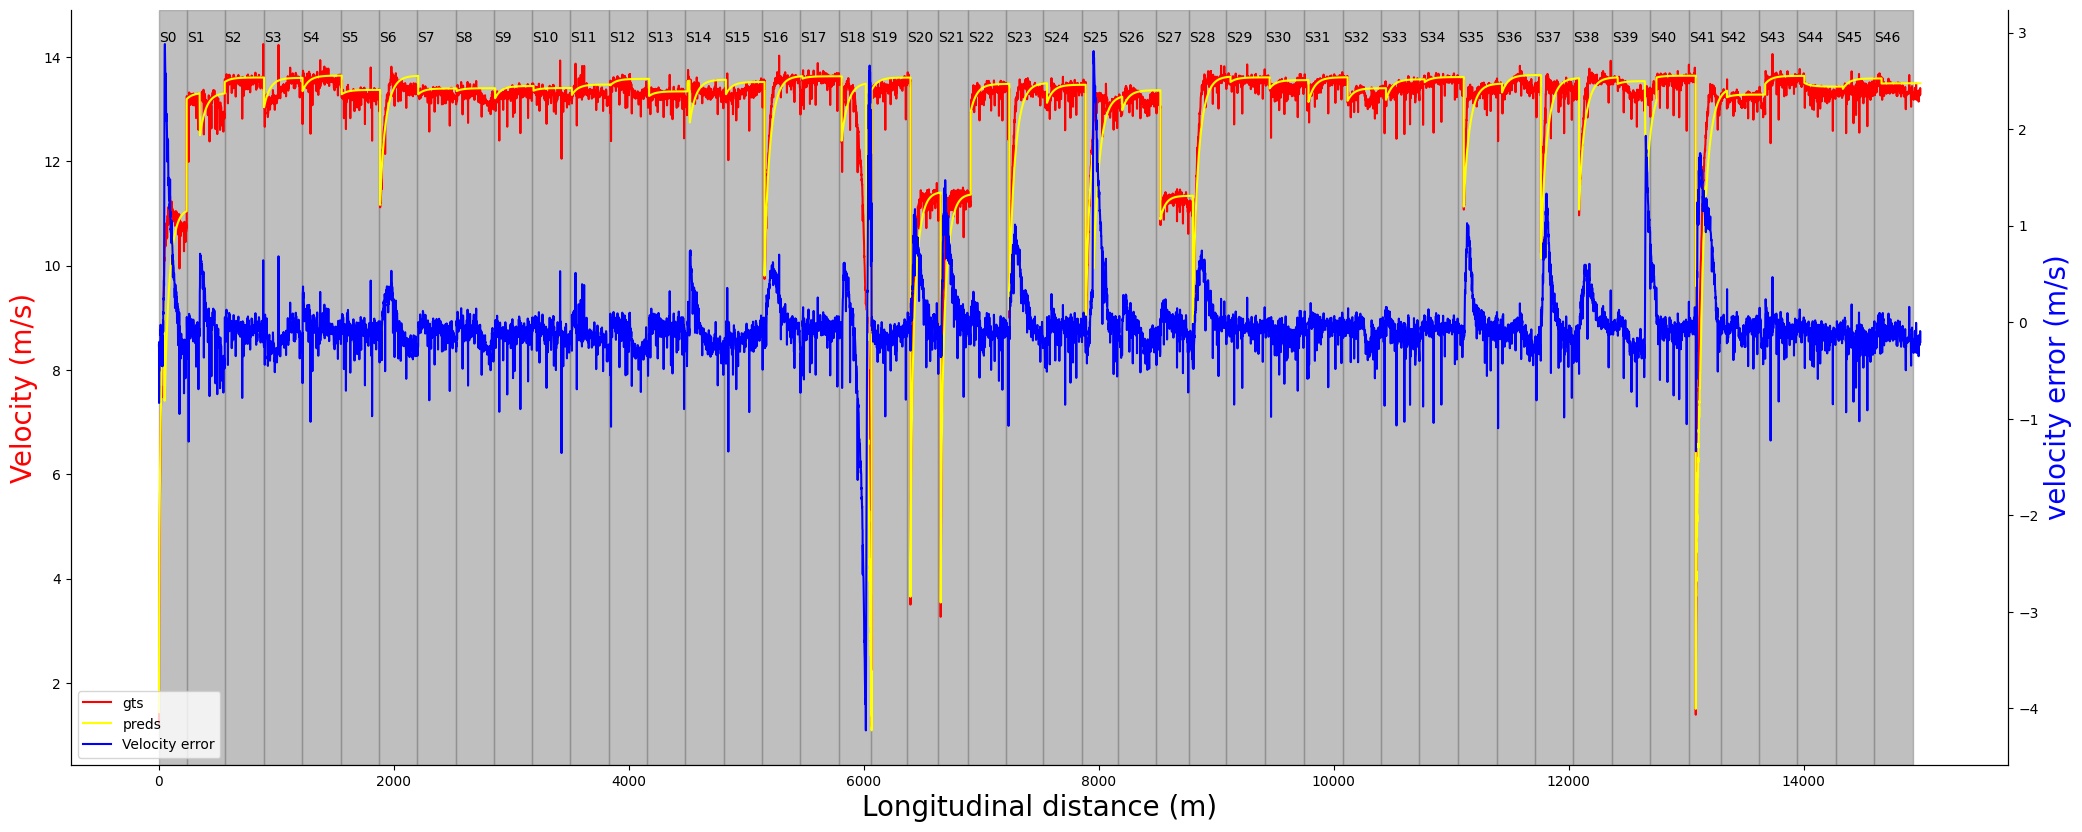 S0 S1 S2 S3 S4 S5 S6 S7 S8 S9 S10 S11 S12 S13 S14 S15 S16 S17 S18 S19 S20 S21 S22 S23 S24 S25 S26 S27 S28 S29 S30 S31 S32 S33 S34 S35 S36 S37 S38 S39 S40 S41 S42 S43 S44 S45 S46
14
12
10
8
6
4
2
Velocity (m/s)
3
2
1
0
−1
−2
−3
−4
velocity error (m/s)
gts
preds
Velocity error
0 2000 4000 6000 8000 10000 12000 14000
Longitudinal distance (m)